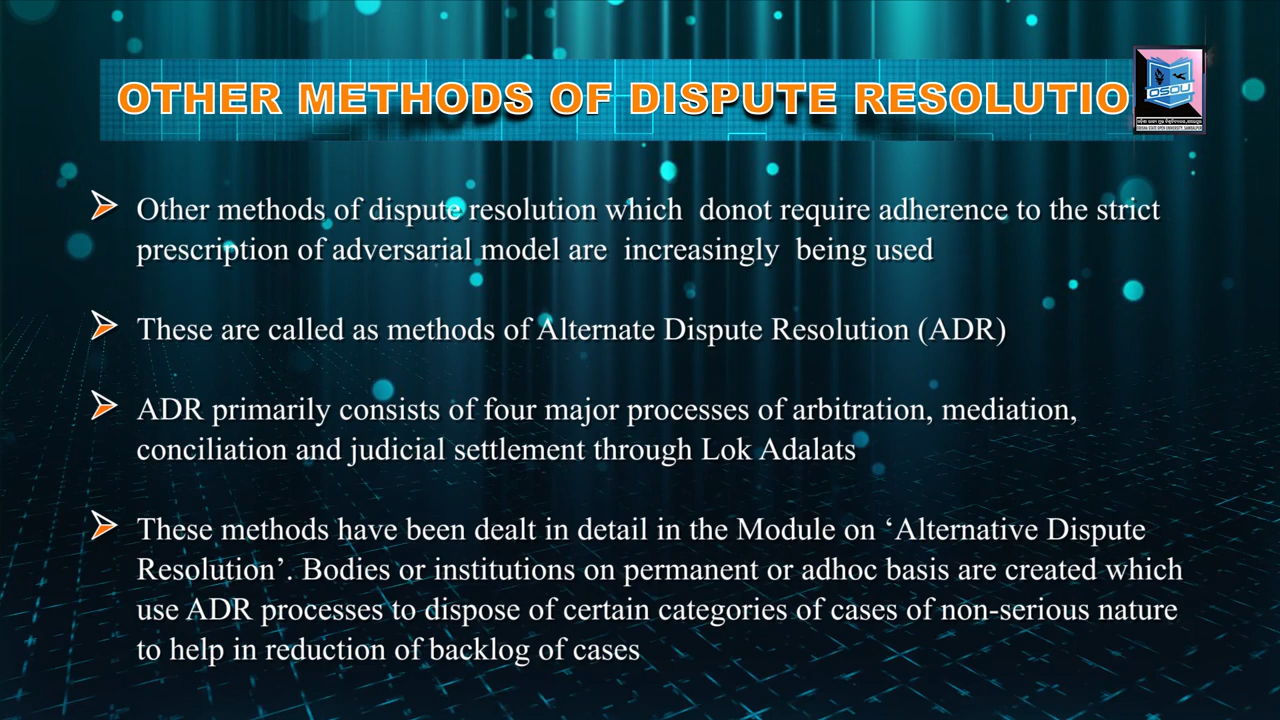 OTHER METHODS OF DISPUTE RESOLUTIO
OSOU
ODISHA STATE OPEN UNIVERSITY, SAMBALPUR
Other methods of dispute resolution which donot require adherence to the strict
prescription of adversarial model are increasingly being used
These are called as methods of Alternate Dispute Resolution (ADR)
ADR primarily consists of four major processes of arbitration, mediation,
conciliation and judicial settlement through Lok Adalats
These methods have been dealt in detail in the Module on ‘Alternative Dispute
Resolution’. Bodies or institutions on permanent or adhoc basis are created which
use ADR processes to dispose of certain categories of cases of non-serious nature
to help in reduction of backlog of cases